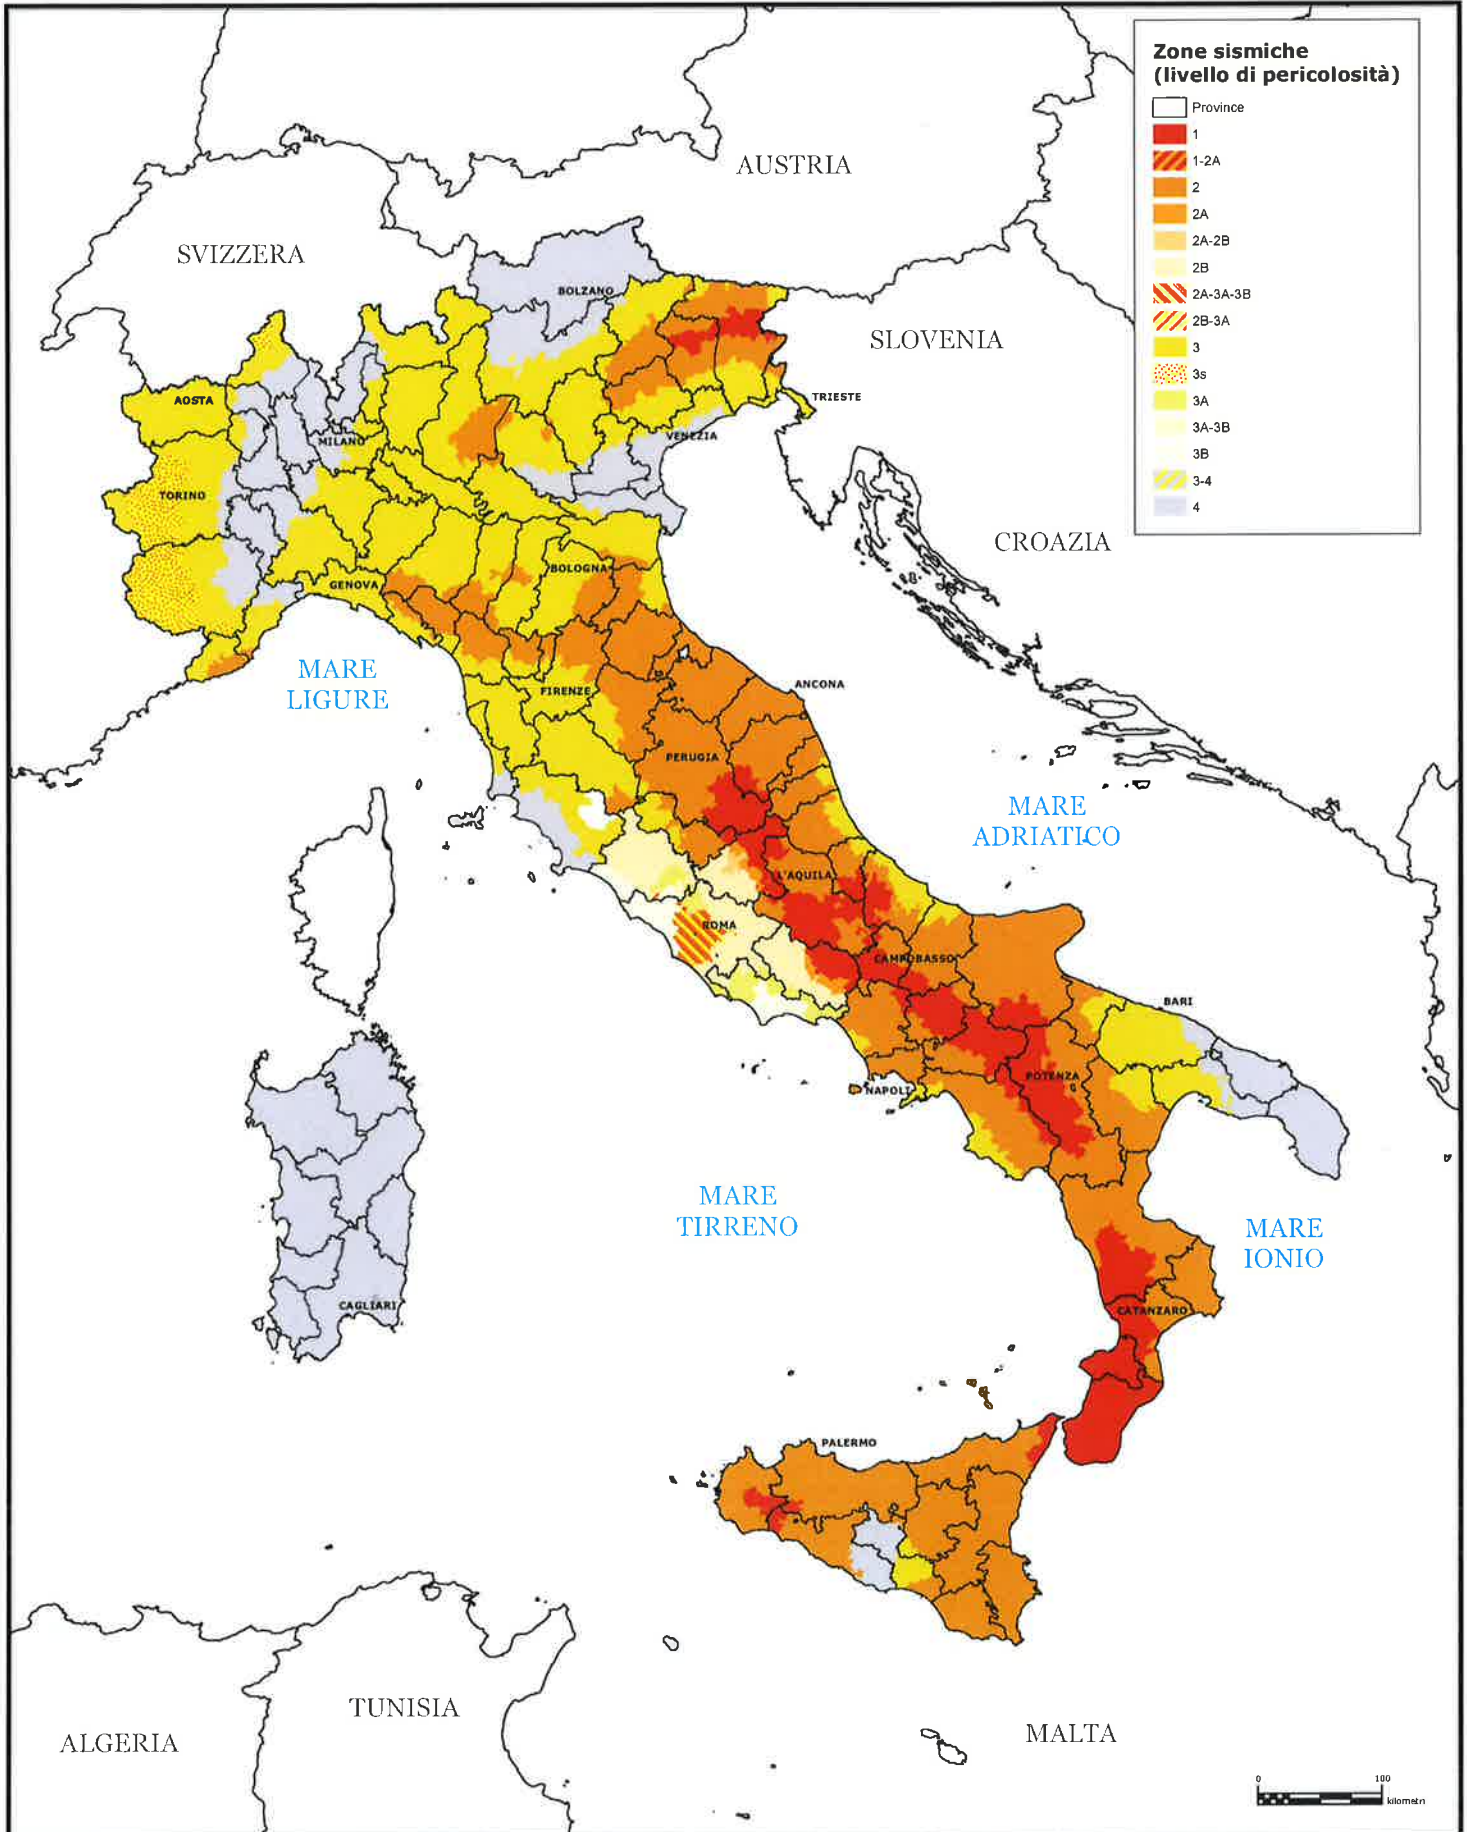 Zone sismiche
(livello di pericolosità)
Province
1
1-2A
2
2A
2A-2B
2B
2A-3A-3B
2B-3A
3
3s
3A
3A-3B
3B
3-4
4
AUSTRIA
SVIZZERA
BOLZANO
SLOVENIA
AOSTA
TRIESTE
MILANO
VENEZIA
TORINO
CROAZIA
BOLOGNA
GENOVA
MARE
LIGURE
FIRENZE
ANCONA
PERUGIA
MARE
ADRIATICO
L'AQUILA
ROMA
CAMPOBASSO
BARI
POTENZA
NAPOLI
MARE
TIRRENO
MARE
IONIO
CAGLIARI
CATANZARO
PALERMO
TUNISIA
ALGERIA
MALTA
0 100
kilometri